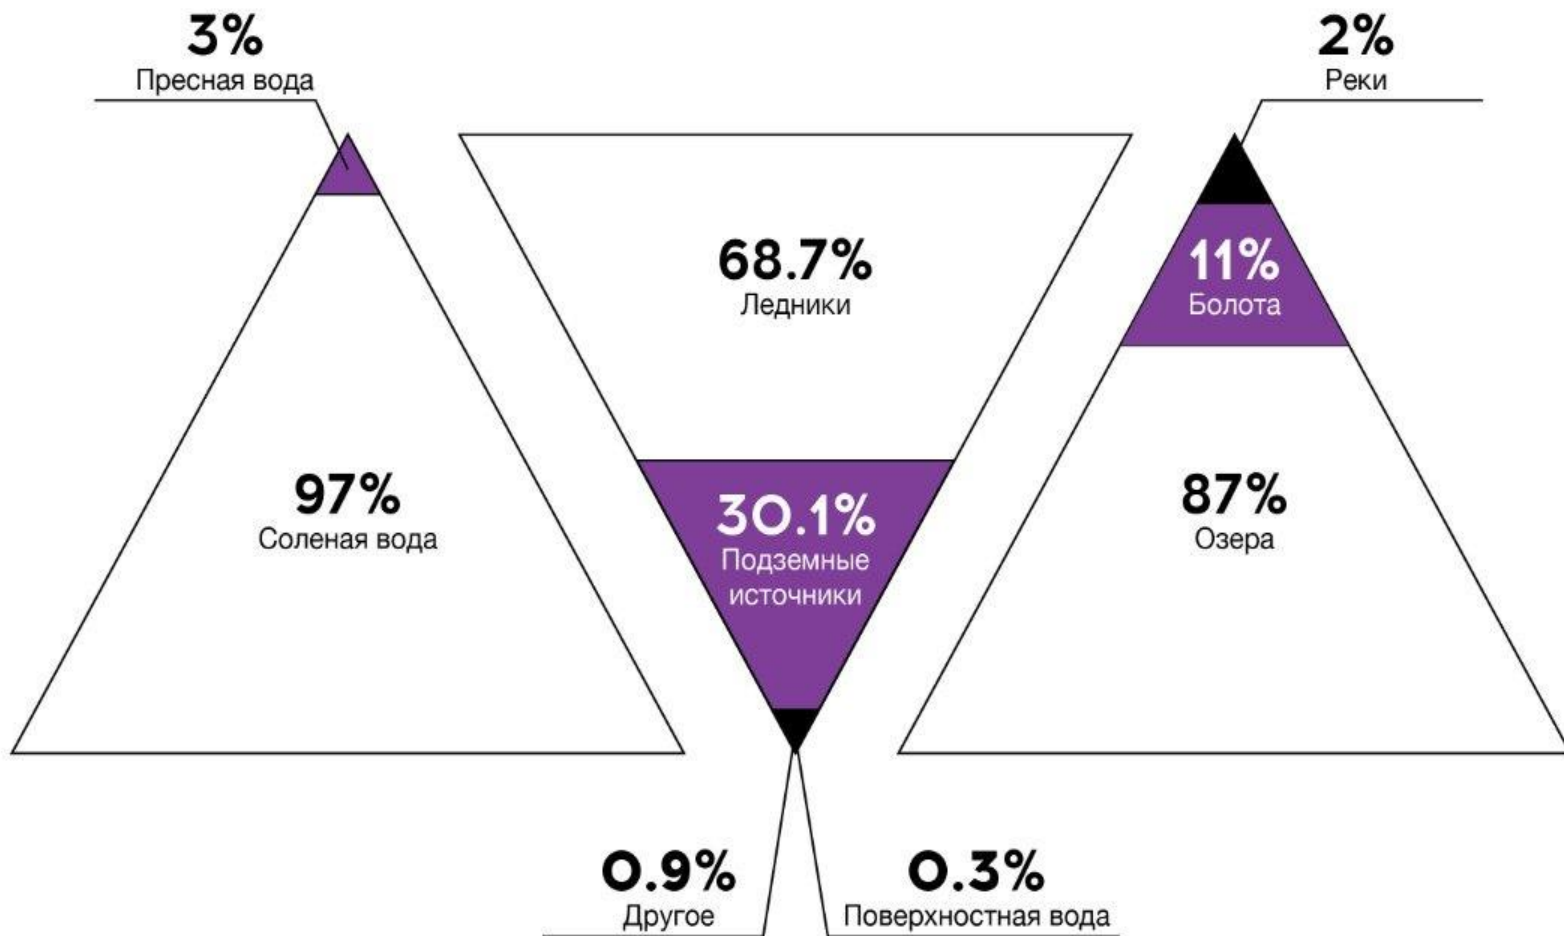 3%
Пресная вода
97%
Соленая вода
68.7%
Ледники
30.1%
Подземные
источники
0.9%
Другое
0.3%
Поверхностная вода
2%
Реки
11%
Болота
87%
Озера